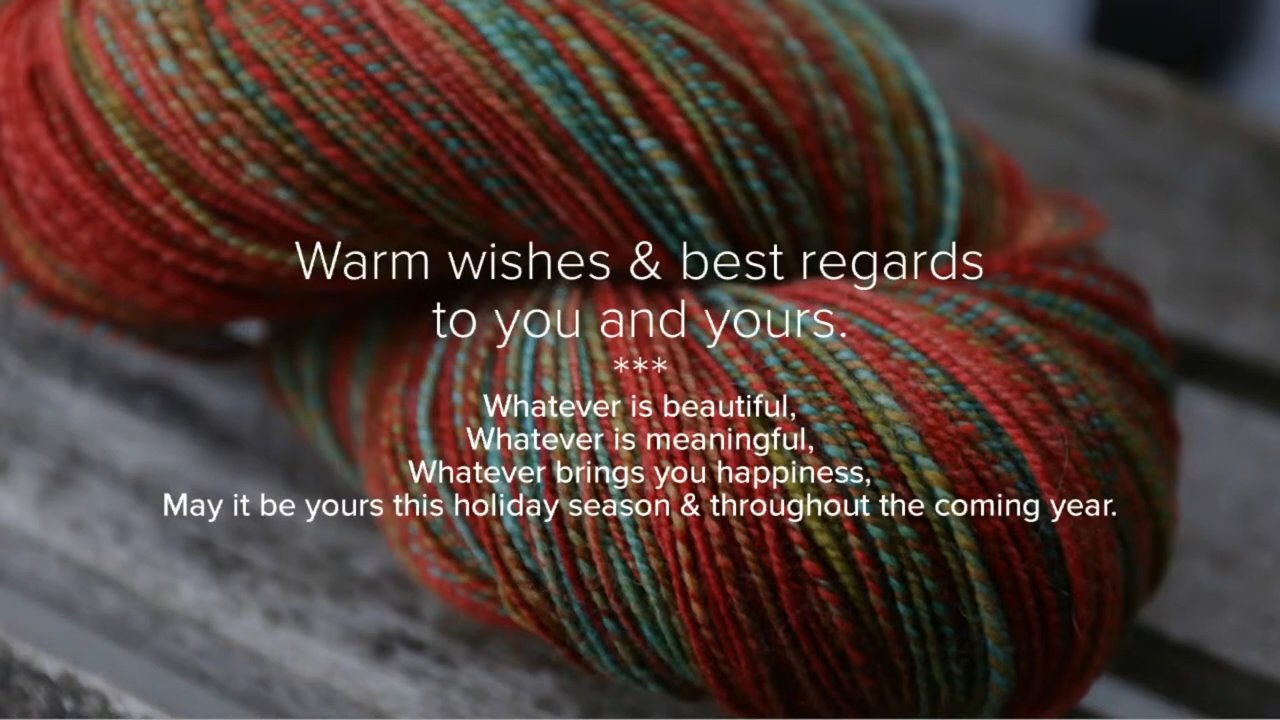 Warm wishes & best regards
to you and yours.
***
Whatever is beautiful,
Whatever is meaningful,
Whatever brings you happiness,
May it be yours this holiday season & throughout the coming year.